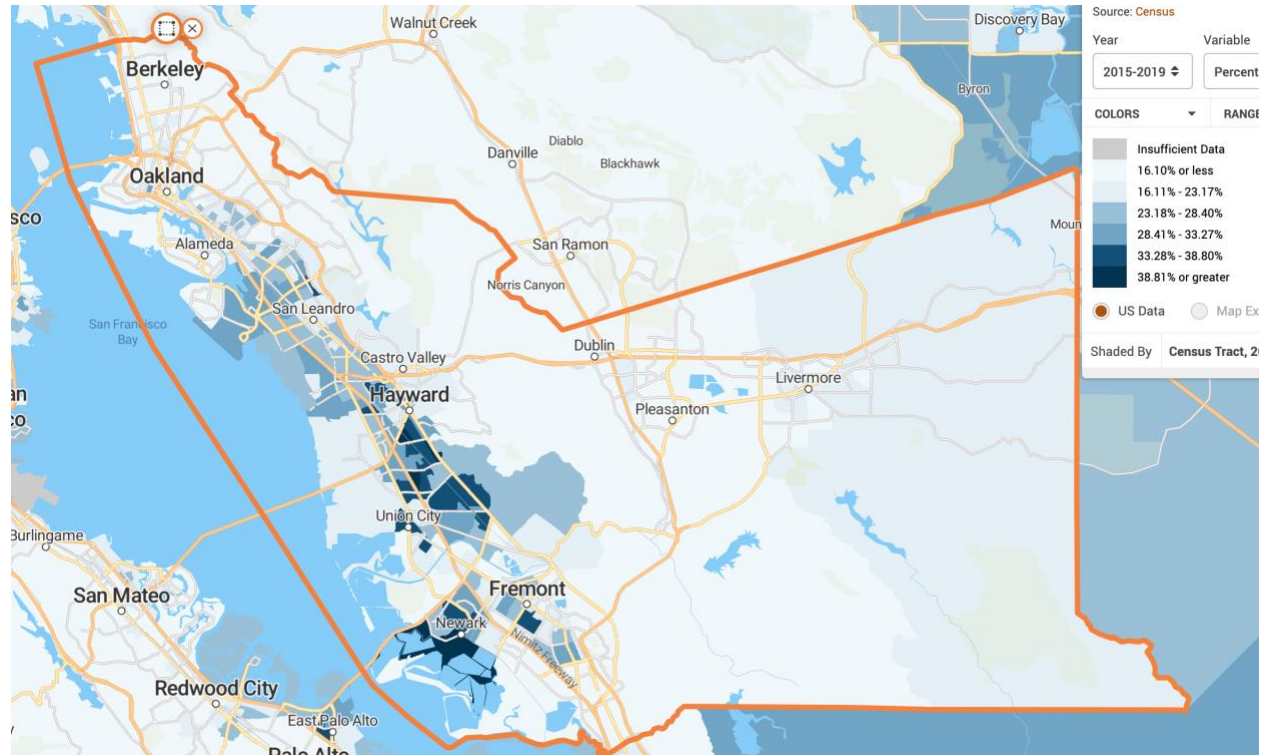 Source: Census
Year Variable
2015-2019 Percent
COLORS RANGE
Insufficient Data
16.10% or less
16.11% - 23.17%
23.18% - 28.40%
28.41% - 33.27%
33.28% - 38.80%
38.81% or greater
US Data Map Ex
Shaded By Census Tract, 20
Walnut Creek
Discovery Bay
Berkeley
Byron
Diablo
Danville
Blackhawk
Oakland
sco
Moun
Alameda
San Ramon
Norris Canyon
San Leandro
San Francisco
Bay
Dublin
Castro Valley
Livermore
Hayward
Pleasanton
an
co
Union City
Burlingame
Fremont
San Mateo
Newark
Nimitz Freeway
Redwood City
East Palo Alto
Palo Alto